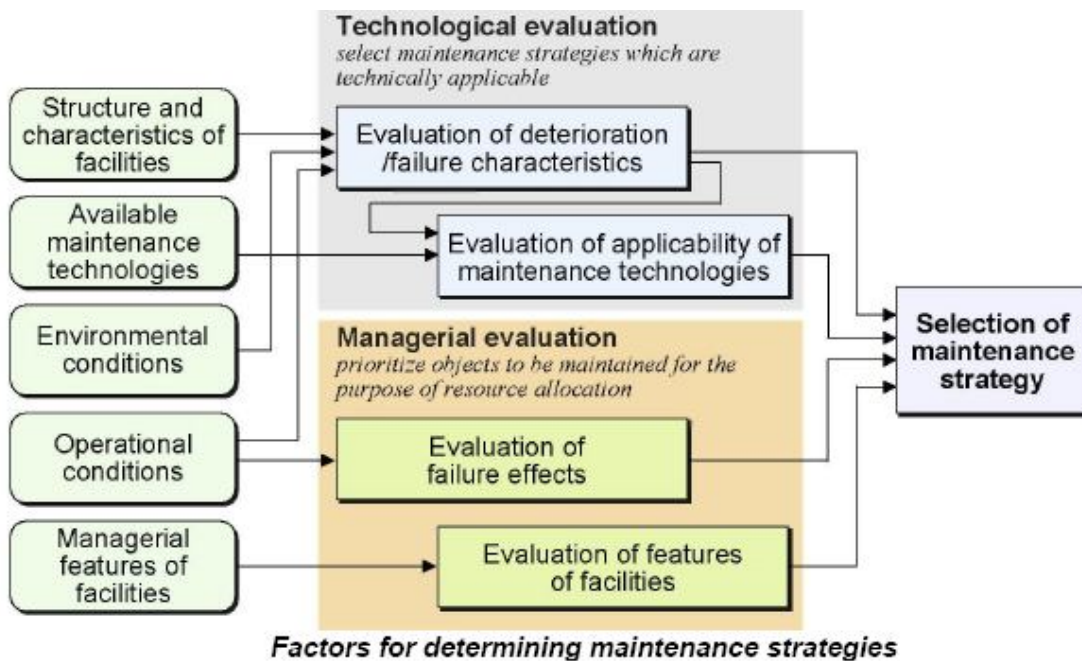 Technological evaluation
select maintenance strategies which are
technically applicable
Structure and
characteristics of
facilities
Available
maintenance
technologies
Environmental
conditions
Operational
conditions
Managerial
features of
facilities
Evaluation of deterioration
/failure characteristics
Evaluation of applicability of
maintenance technologies
Managerial evaluation
prioritize objects to be maintained for the
purpose of resource allocation
Evaluation of
failure effects
Evaluation of features
of facilities
Selection of
maintenance
strategy
Factors for determining maintenance strategies